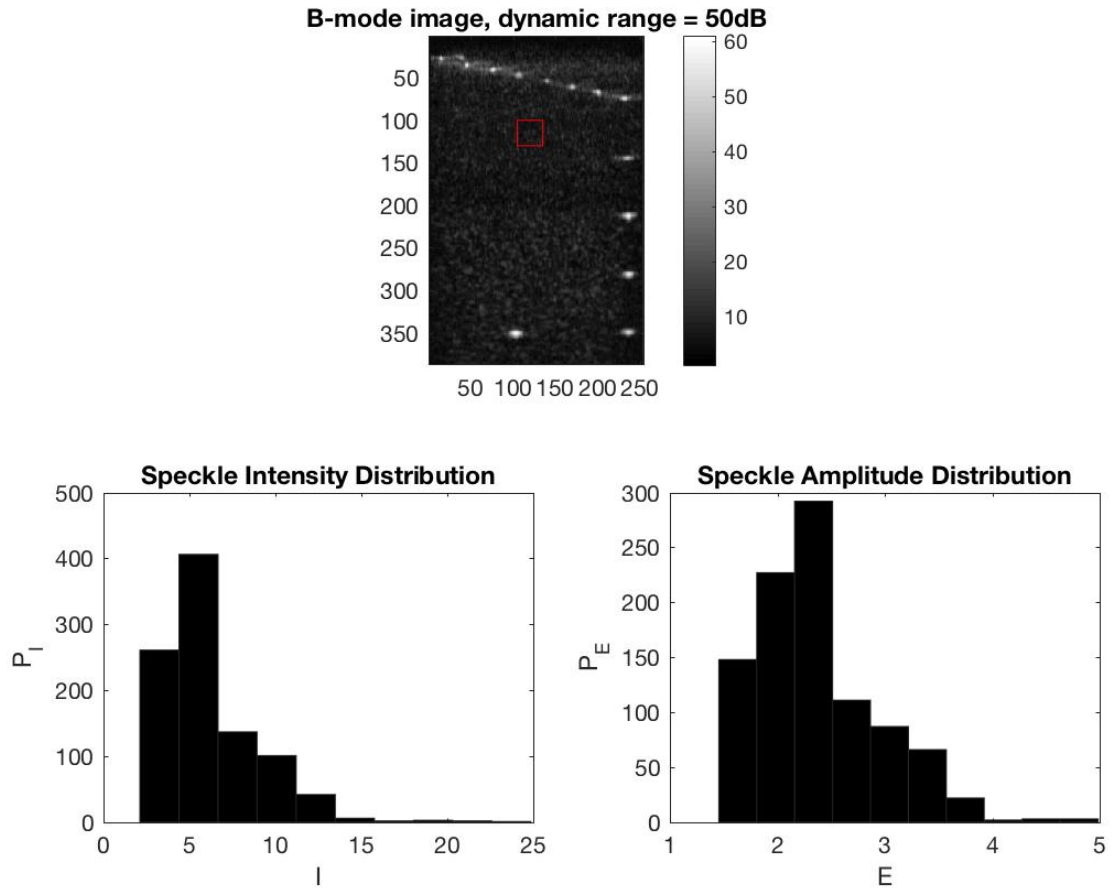 B-mode image, dynamic range = 50dB
50
100
150
200
250
300
350
50 100 150 200 250
60
50
40
30
20
10
Speckle Intensity Distribution
500
400
300
200
100
0
P_I
0 5 10 15 20 25
I
Speckle Amplitude Distribution
300
250
200
150
100
50
0
P_E
1 2 3 4 5
E